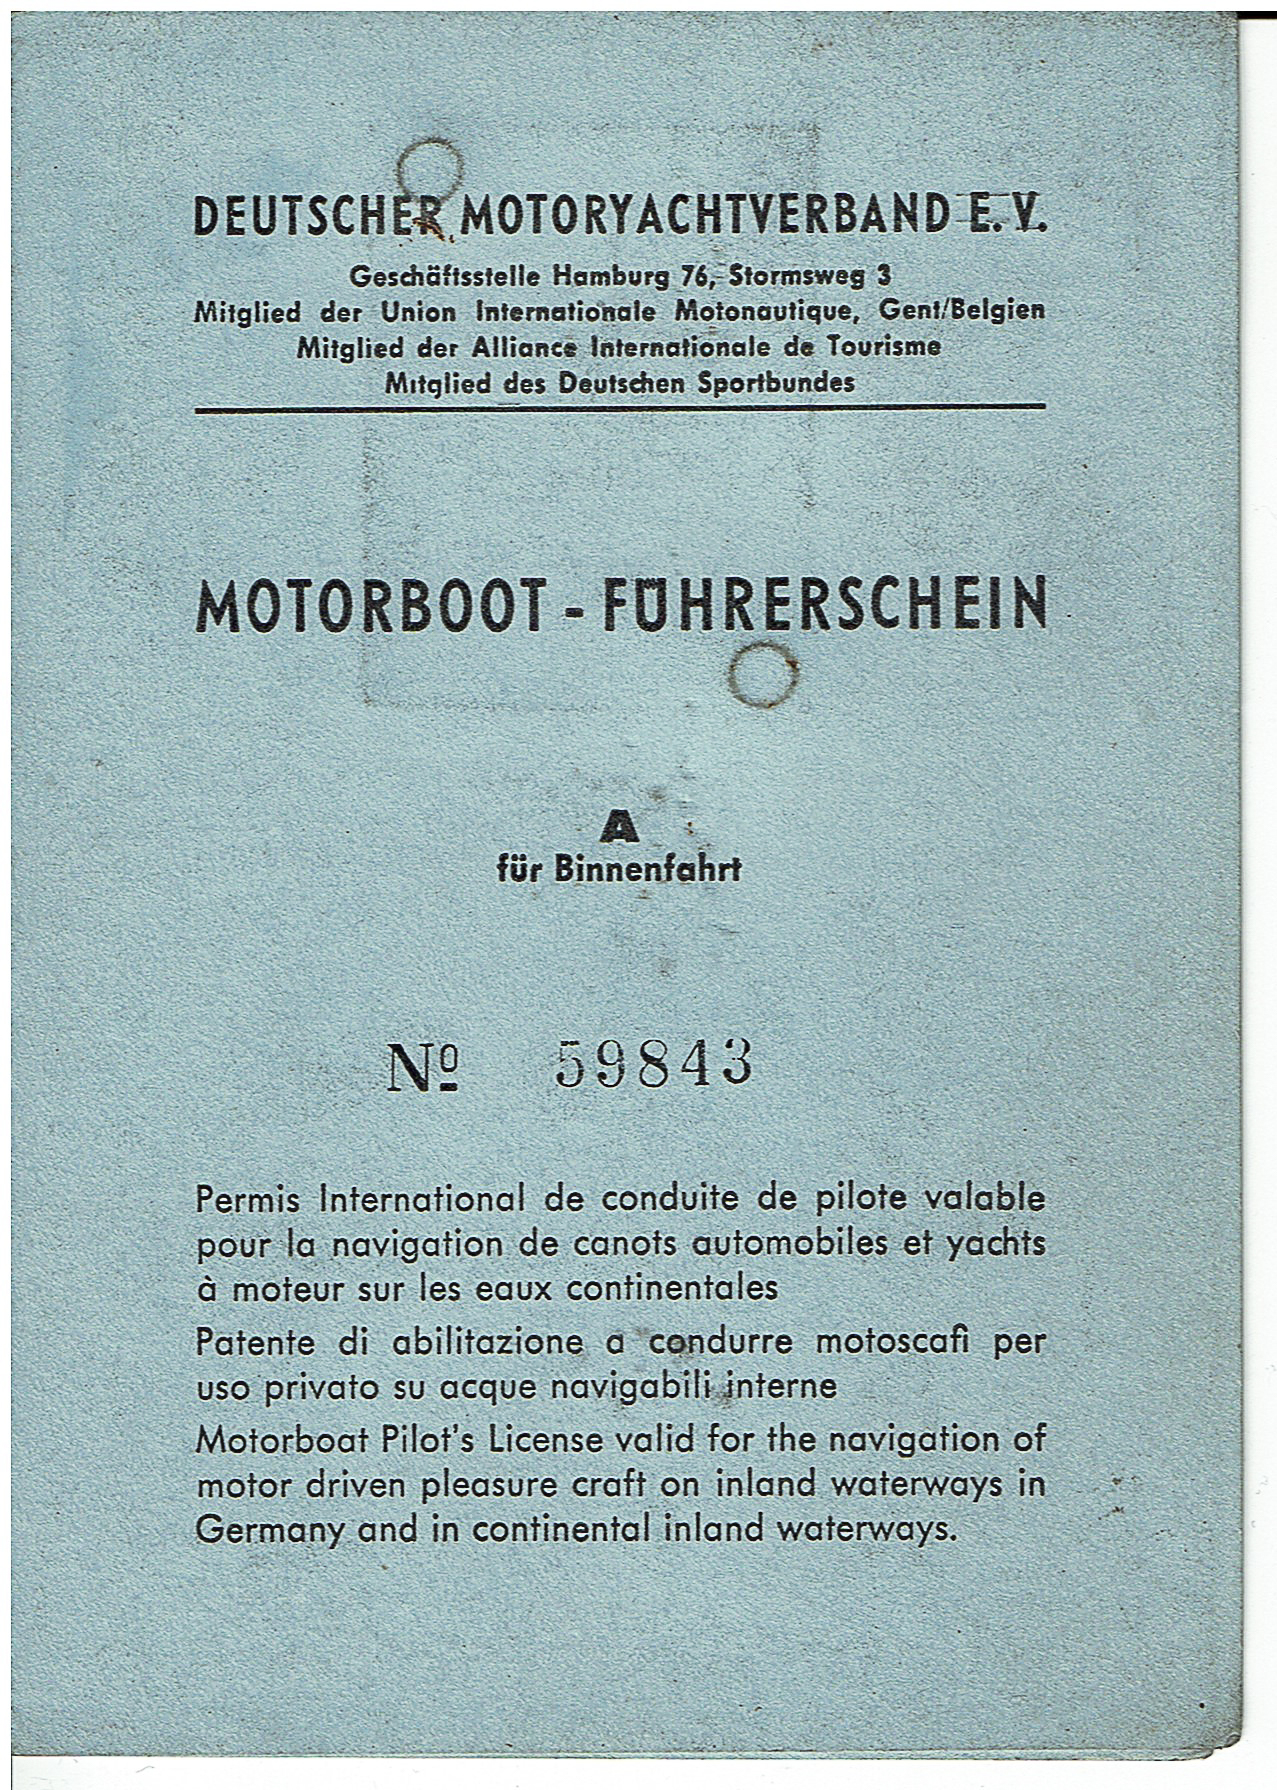 DEUTSCHER MOTORYACHTVERBAND E. V.
Geschäftsstelle Hamburg 76, Stormsweg 3
Mitglied der Union Internationale Motonautique, Gent/Belgien
Mitglied der Alliance Internationale de Tourisme
Mitglied des Deutschen Sportbundes
MOTORBOOT - FÜHRERSCHEIN
A
für Binnenfahrt
Nº 59843
Permis International de conduite de pilote valable
pour la navigation de canots automobiles et yachts
à moteur sur les eaux continentales
Patente di abilitazione a condurre motoscafi per
uso privato su acque navigabili interne
Motorboat Pilot's License valid for the navigation of
motor driven pleasure craft on inland waterways in
Germany and in continental inland waterways.